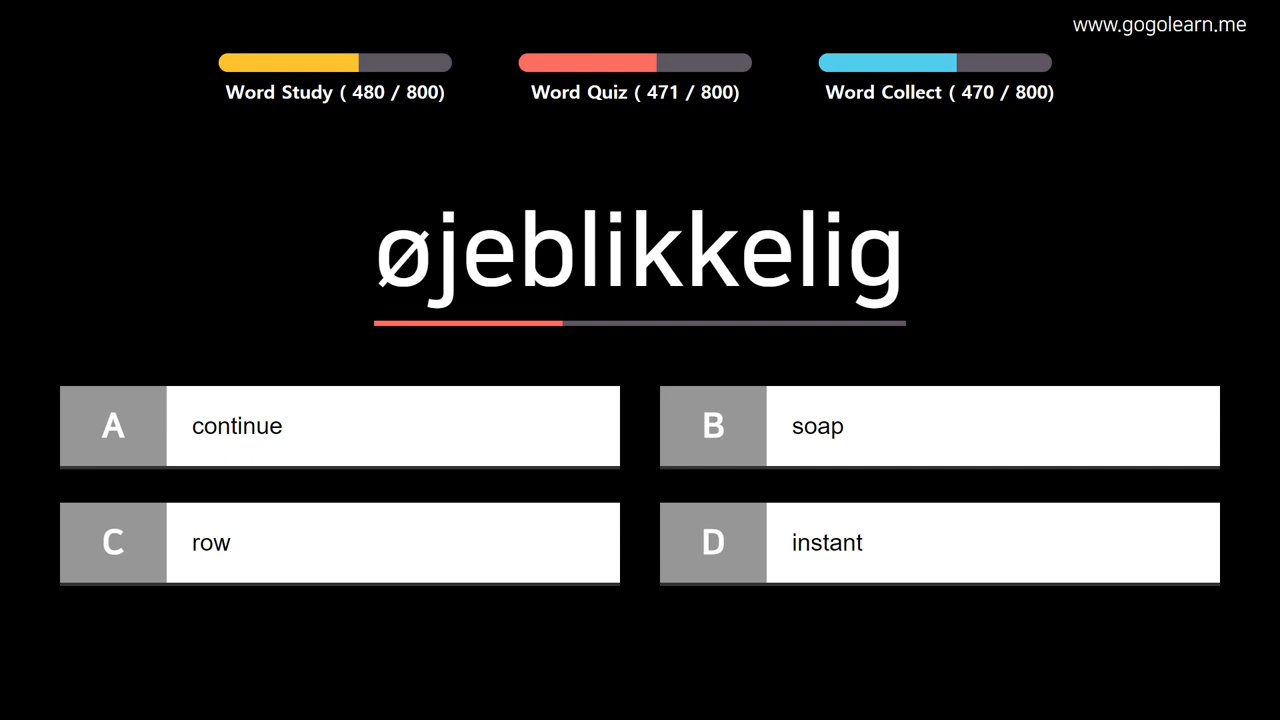 www.gogolearn.me
Word Study ( 480 / 800)
Word Quiz ( 471 / 800)
Word Collect ( 470 / 800)
øjeblikkelig
A continue
B soap
C row
D instant